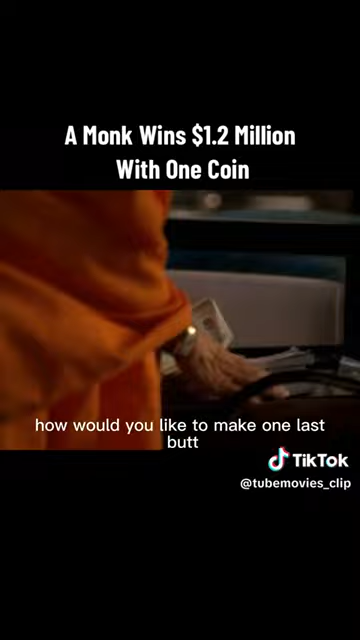 A Monk Wins $1.2 Million
With One Coin
how would you like to make one last
butt
TikTok
@tubemovies_clip